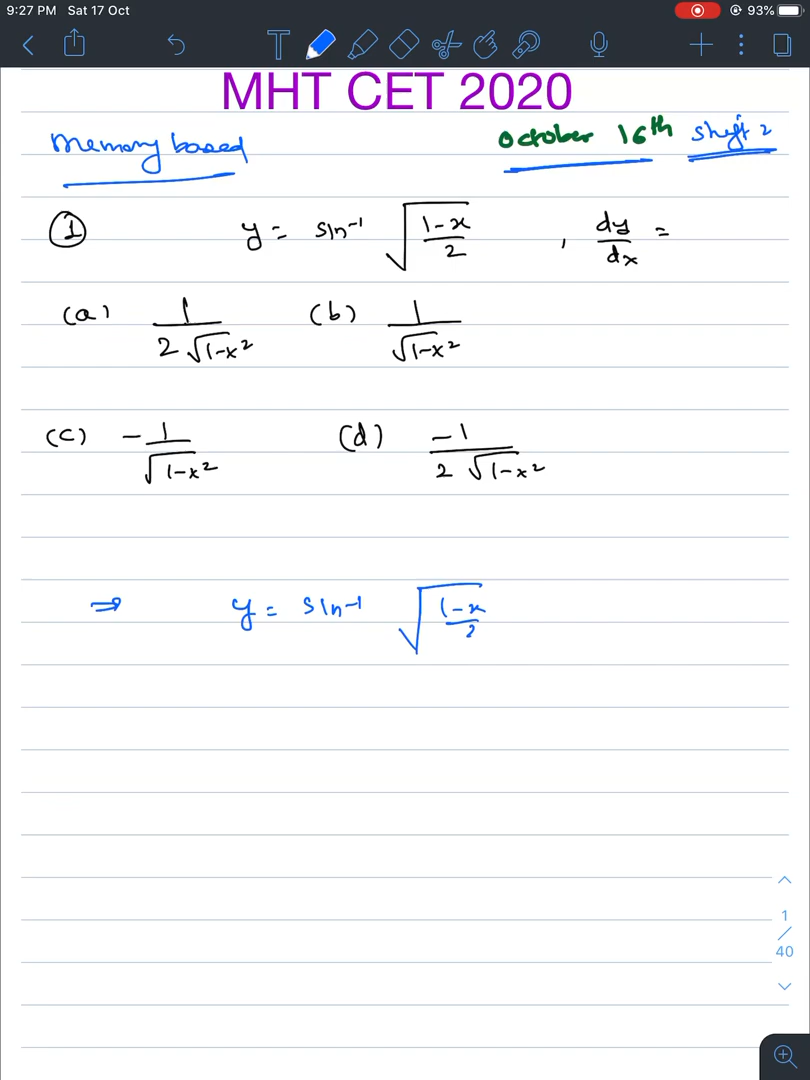 9:27 PM Sat 17 Oct 93%
T
MHT CET 2020
Memory based October 16th Shift 2
① y = sin⁻¹ √((1-x)/2) , dy/dx =
(a) 1/(2√(1-x²)) (b) 1/√(1-x²)
(c) -1/√(1-x²) (d) -1/(2√(1-x²))
⇒ y = sin⁻¹ √((1-x)/2)
1
/
40